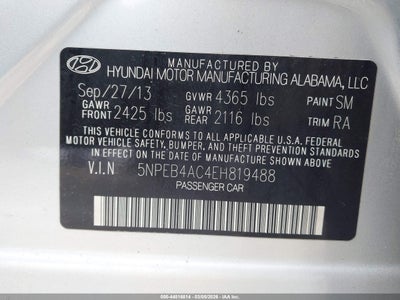 MANUFACTURED BY
HYUNDAI MOTOR MANUFACTURING ALABAMA, LLC
Sep/27/13 GVWR 4365 lbs PAINT SM
GAWR FRONT 2425 lbs GAWR REAR 2116 lbs TRIM RA
THIS VEHICLE CONFORMS TO ALL APPLICABLE U.S.A. FEDERAL
MOTOR VEHICLE SAFETY, BUMPER, AND THEFT PREVENTION
STANDARDS IN EFFECT ON THE DATE OF MANUFACTURE SHOWN ABOVE.
V.I.N 5NPEB4AC4EH819488
PASSENGER CAR